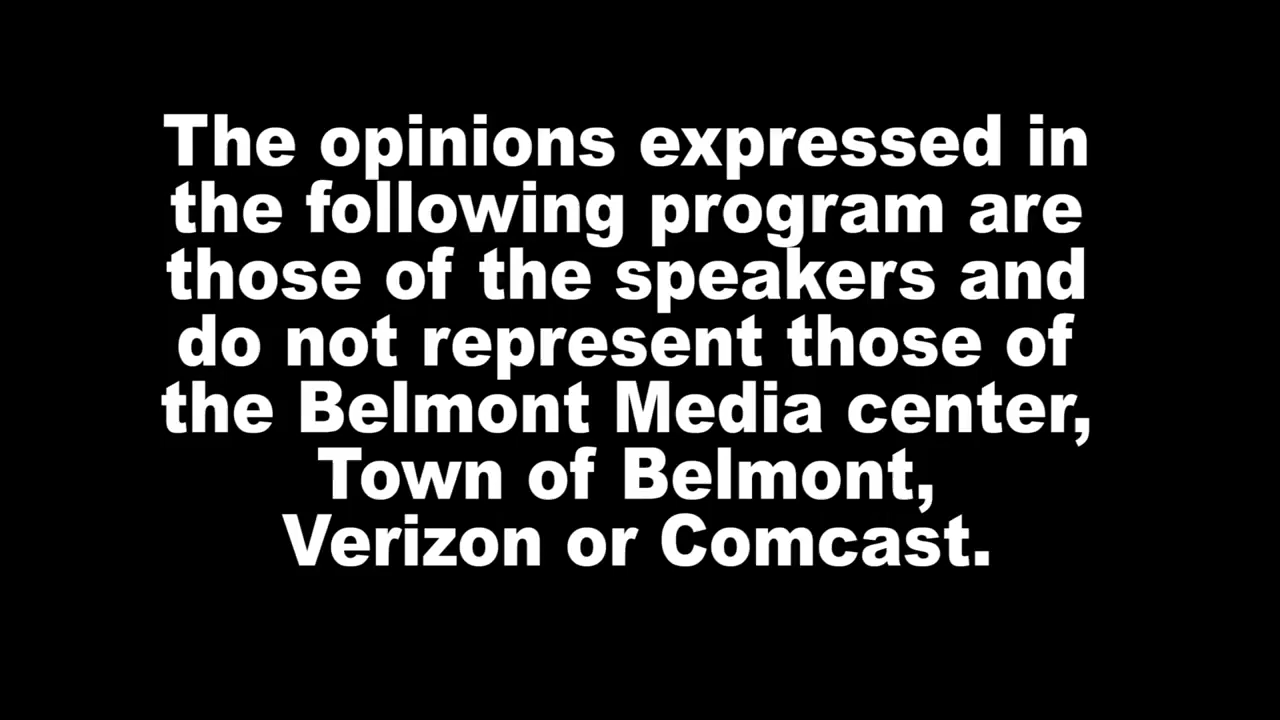 The opinions expressed in
the following program are
those of the speakers and
do not represent those of
the Belmont Media center,
Town of Belmont,
Verizon or Comcast.